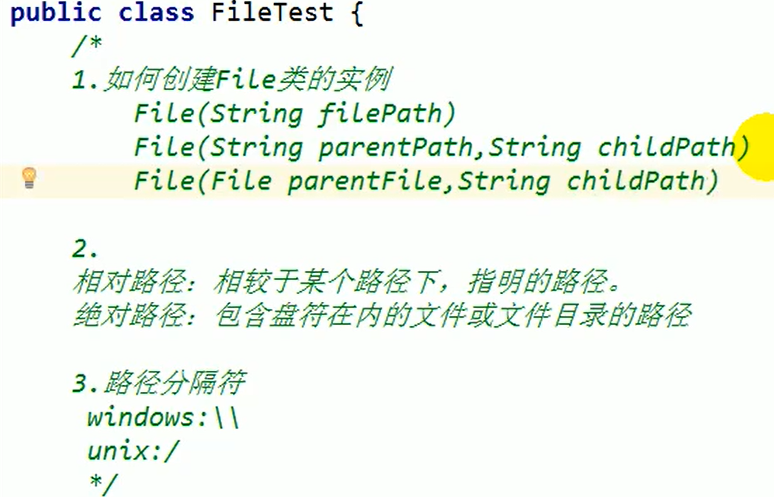 public class FileTest {
/*
1.如何创建File类的实例
File(String filePath)
File(String parentPath,String childPath)
File(File parentFile,String childPath)
2.
相对路径：相较于某个路径下，指明的路径。
绝对路径：包含盘符在内的文件或文件目录的路径
3.路径分隔符
windows:\\
unix:/
*/